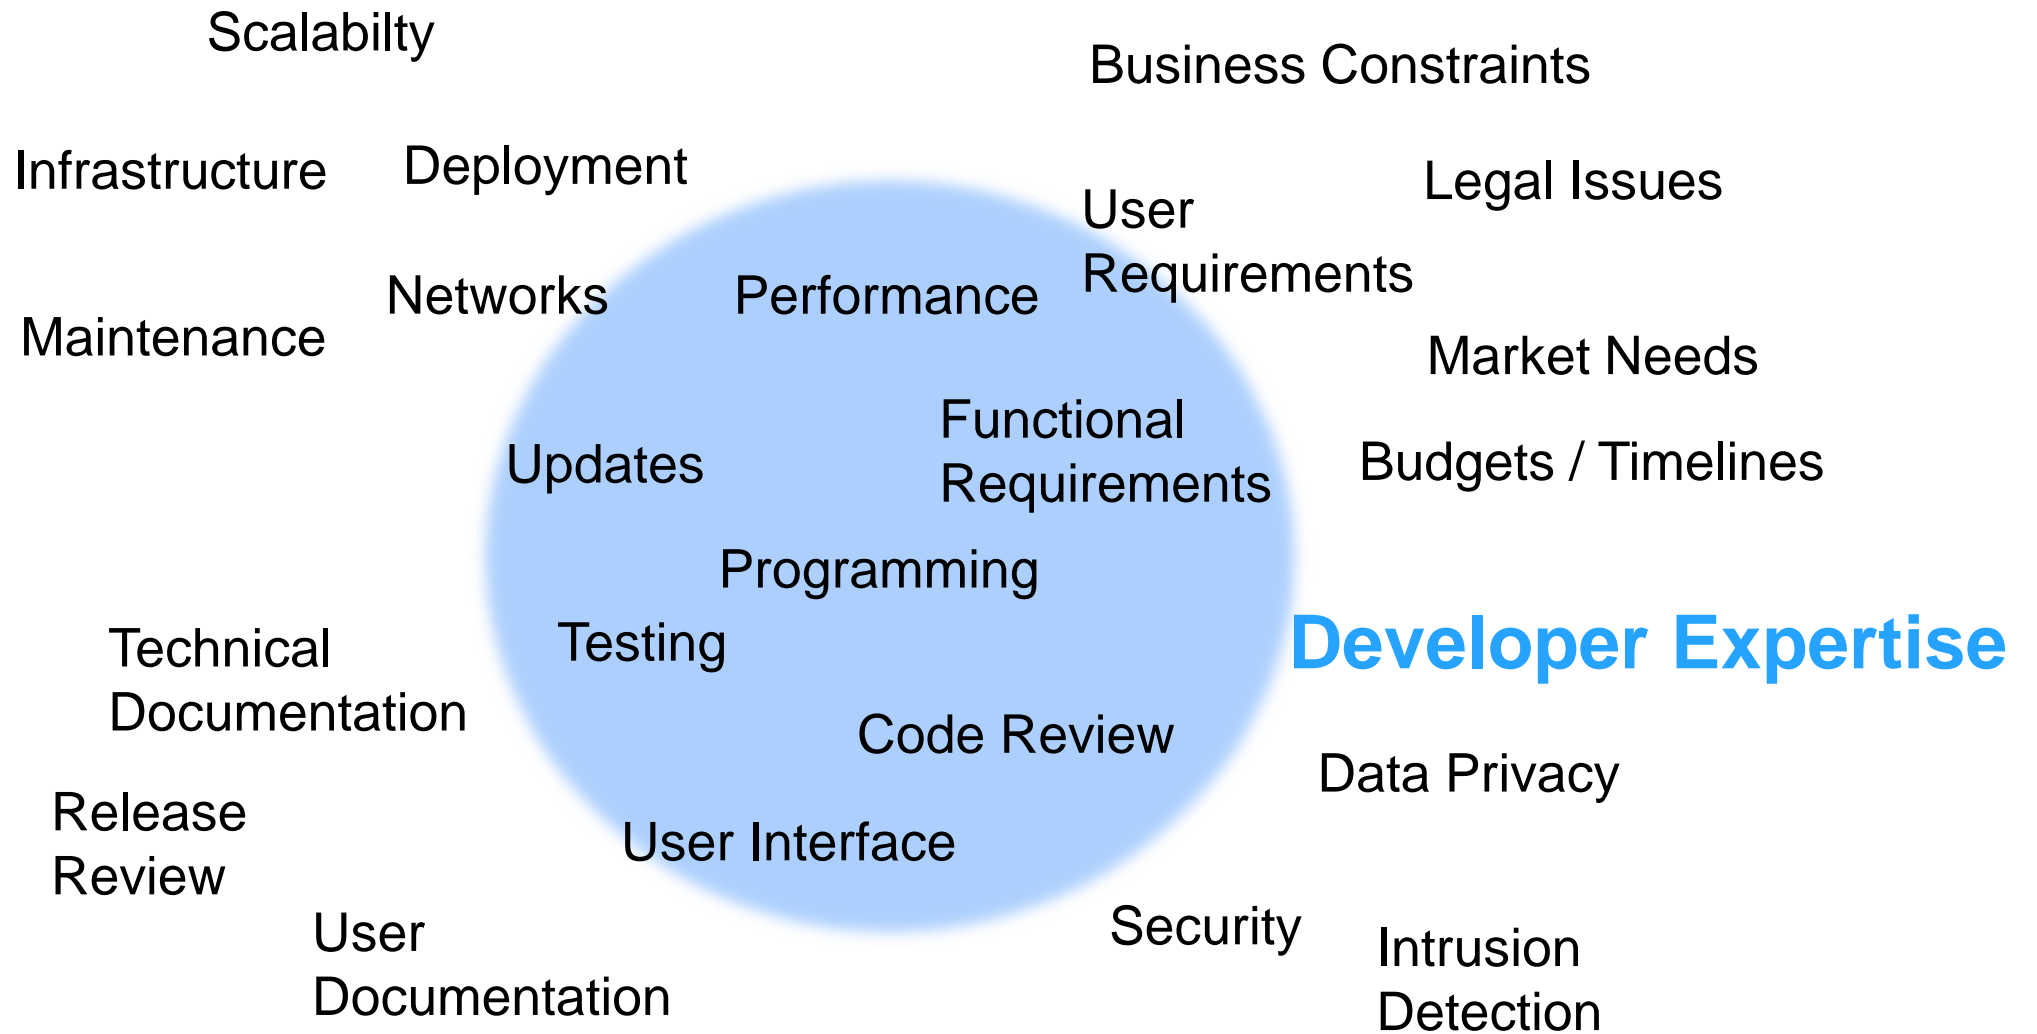 Scalabilty
Business Constraints
Infrastructure
Deployment
Legal Issues
User
Requirements
Networks
Performance
Maintenance
Market Needs
Functional
Requirements
Updates
Budgets / Timelines
Programming
Developer Expertise
Technical
Documentation
Testing
Code Review
Data Privacy
Release
Review
User Interface
Security
User
Documentation
Intrusion
Detection